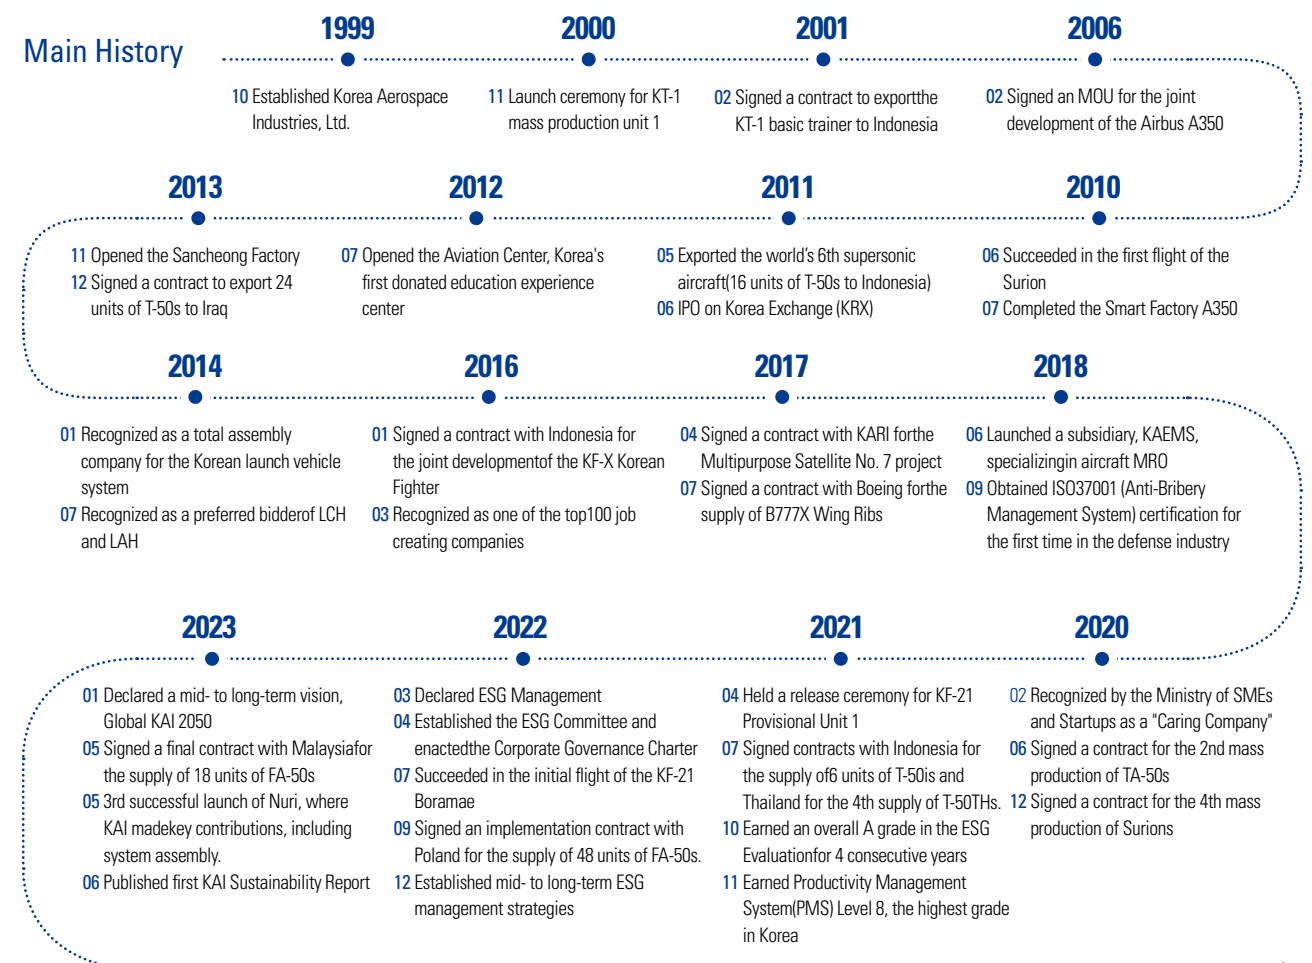 Main History
1999
10 Established Korea Aerospace
Industries, Ltd.
2000
11 Launch ceremony for KT-1
mass production unit 1
2001
02 Signed a contract to exportthe
KT-1 basic trainer to Indonesia
2006
02 Signed an MOU for the joint
development of the Airbus A350
2013
11 Opened the Sancheong Factory
12 Signed a contract to export 24
units of T-50s to Iraq
2012
07 Opened the Aviation Center, Korea's
first donated education experience
center
2011
05 Exported the world's 6th supersonic
aircraft(16 units of T-50s to Indonesia)
06 IPO on Korea Exchange (KRX)
2010
06 Succeeded in the first flight of the
Surion
07 Completed the Smart Factory A350
2014
01 Recognized as a total assembly
company for the Korean launch vehicle
system
07 Recognized as a preferred bidderof LCH
and LAH
2016
01 Signed a contract with Indonesia for
the joint developmentof the KF-X Korean
Fighter
03 Recognized as one of the top100 job
creating companies
2017
04 Signed a contract with KARI forthe
Multipurpose Satellite No. 7 project
07 Signed a contract with Boeing forthe
supply of B777X Wing Ribs
2018
06 Launched a subsidiary, KAEMS,
specializingin aircraft MRO
09 Obtained ISO37001 (Anti-Bribery
Management System) certification for
the first time in the defense industry
2023
01 Declared a mid- to long-term vision,
Global KAI 2050
05 Signed a final contract with Malaysiafor
the supply of 18 units of FA-50s
05 3rd successful launch of Nuri, where
KAI madekey contributions, including
system assembly.
06 Published first KAI Sustainability Report
2022
03 Declared ESG Management
04 Established the ESG Committee and
enactedthe Corporate Governance Charter
07 Succeeded in the initial flight of the KF-21
Boramae
09 Signed an implementation contract with
Poland for the supply of 48 units of FA-50s.
12 Established mid- to long-term ESG
management strategies
2021
04 Held a release ceremony for KF-21
Provisional Unit 1
07 Signed contracts with Indonesia for
the supply of6 units of T-50is and
Thailand for the 4th supply of T-50THs.
10 Earned an overall A grade in the ESG
Evaluationfor 4 consecutive years
11 Earned Productivity Management
System(PMS) Level 8, the highest grade
in Korea
2020
02 Recognized by the Ministry of SMEs
and Startups as a "Caring Company"
06 Signed a contract for the 2nd mass
production of TA-50s
12 Signed a contract for the 4th mass
production of Surions